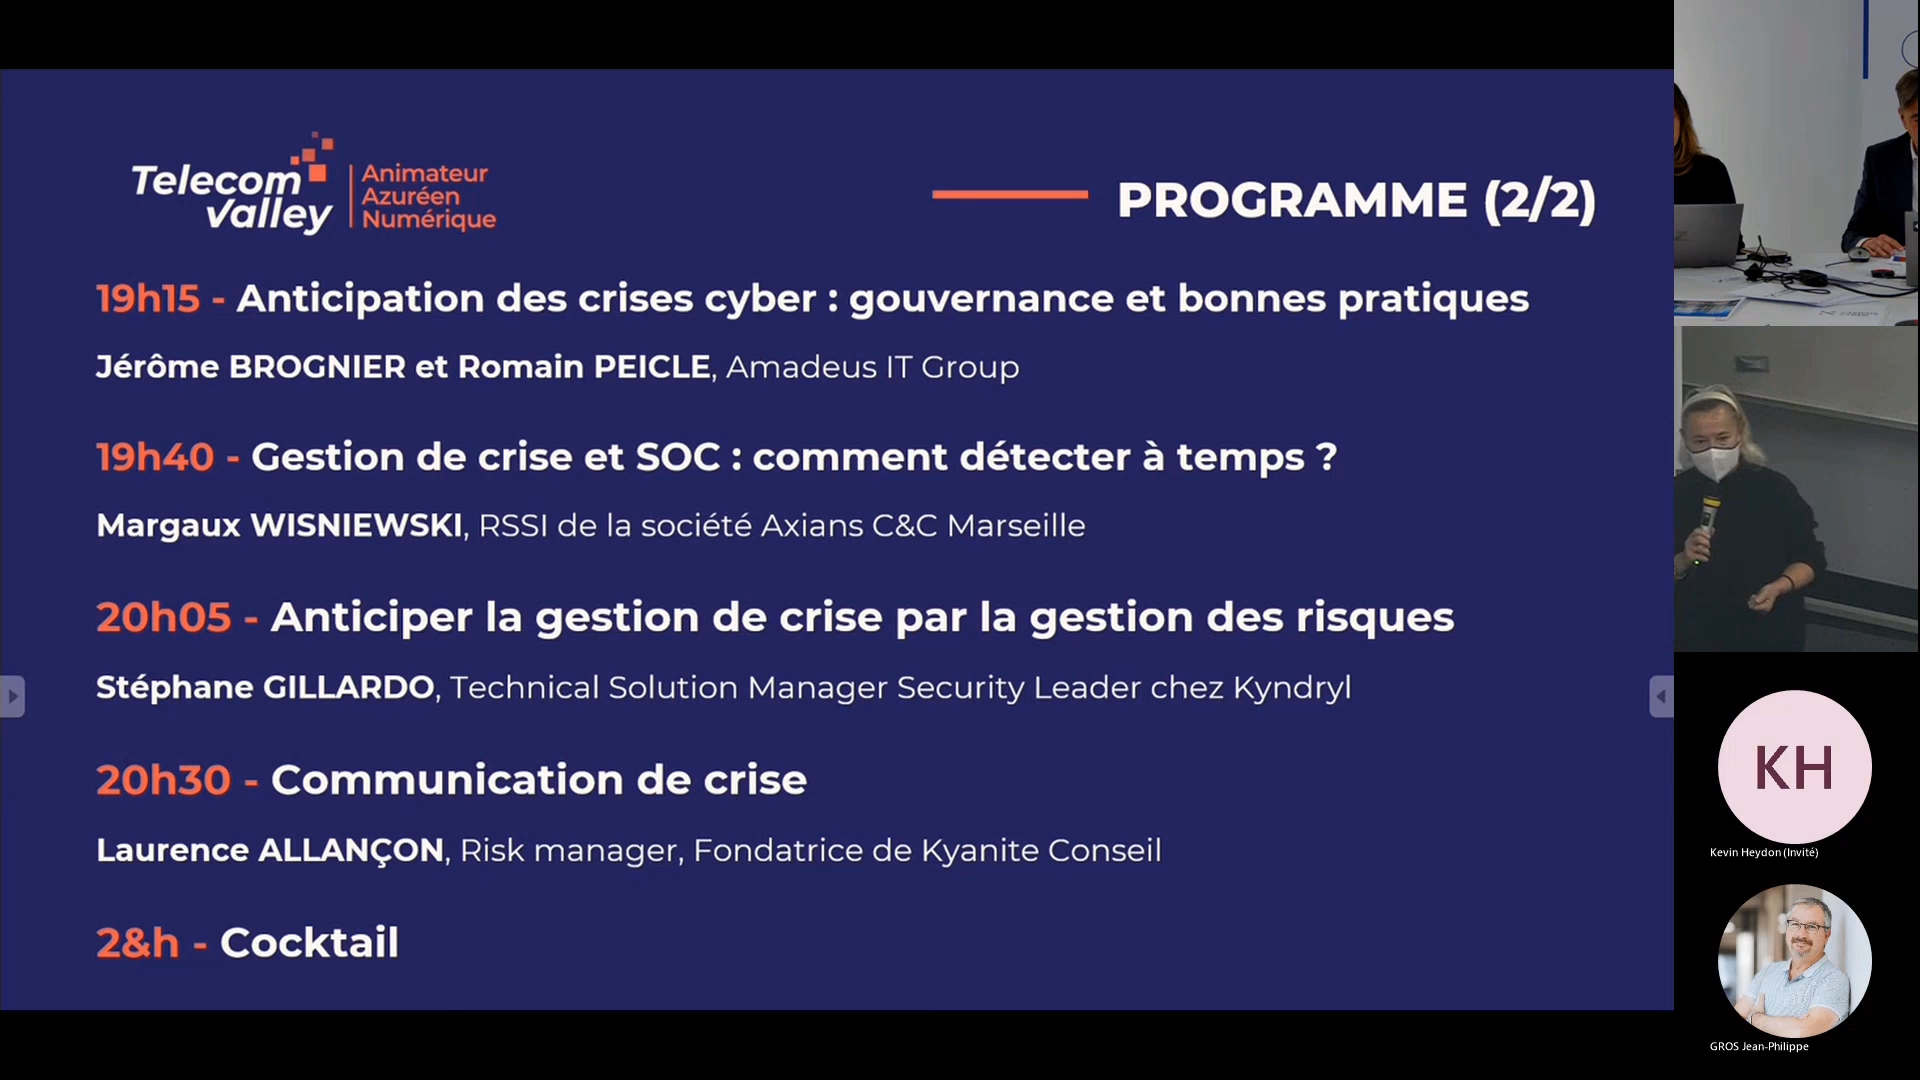 Telecom Valley
Animateur
Azuréen
Numérique
PROGRAMME (2/2)
19h15 - Anticipation des crises cyber : gouvernance et bonnes pratiques
Jérôme BROGNIER et Romain PEICLE, Amadeus IT Group
19h40 - Gestion de crise et SOC : comment détecter à temps ?
Margaux WISNIEWSKI, RSSI de la société Axians C&C Marseille
20h05 - Anticiper la gestion de crise par la gestion des risques
Stéphane GILLARDO, Technical Solution Manager Security Leader chez Kyndryl
20h30 - Communication de crise
Laurence ALLANÇON, Risk manager, Fondatrice de Kyanite Conseil
2&h - Cocktail
KH
Kevin Heydon (Invité)
GROS Jean-Philippe